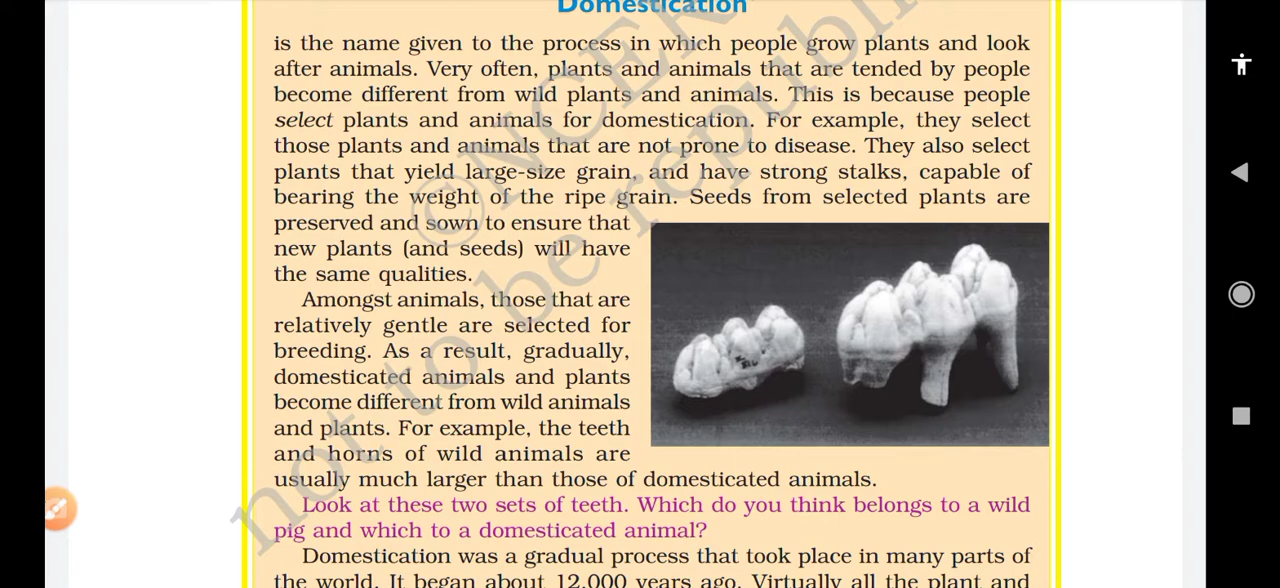 Domestication
is the name given to the process in which people grow plants and look
after animals. Very often, plants and animals that are tended by people
become different from wild plants and animals. This is because people
select plants and animals for domestication. For example, they select
those plants and animals that are not prone to disease. They also select
plants that yield large-size grain, and have strong stalks, capable of
bearing the weight of the ripe grain. Seeds from selected plants are
preserved and sown to ensure that
new plants (and seeds) will have
the same qualities.
Amongst animals, those that are
relatively gentle are selected for
breeding. As a result, gradually,
domesticated animals and plants
become different from wild animals
and plants. For example, the teeth
and horns of wild animals are
usually much larger than those of domesticated animals.
Look at these two sets of teeth. Which do you think belongs to a wild
pig and which to a domesticated animal?
Domestication was a gradual process that took place in many parts of
the world. It began about 12,000 years ago. Virtually all the plant and
©NCER
not to be republi